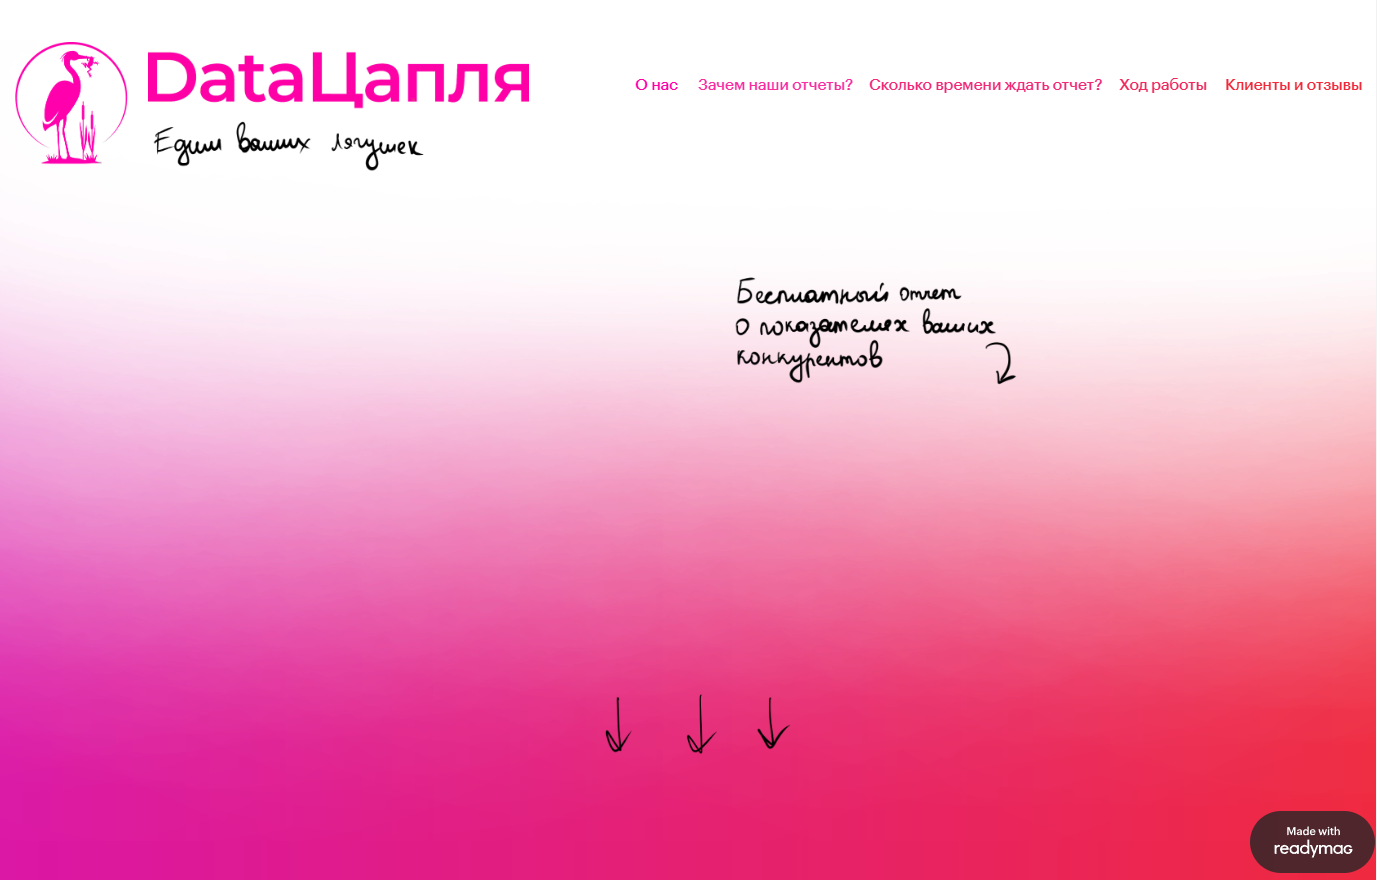 DataЦапля
Едим ваших лягушек
О нас Зачем наши отчеты? Сколько времени ждать отчет? Ход работы Клиенты и отзывы
Бесплатный отчет
о показателях ваших
конкурентов
Made with
readymag